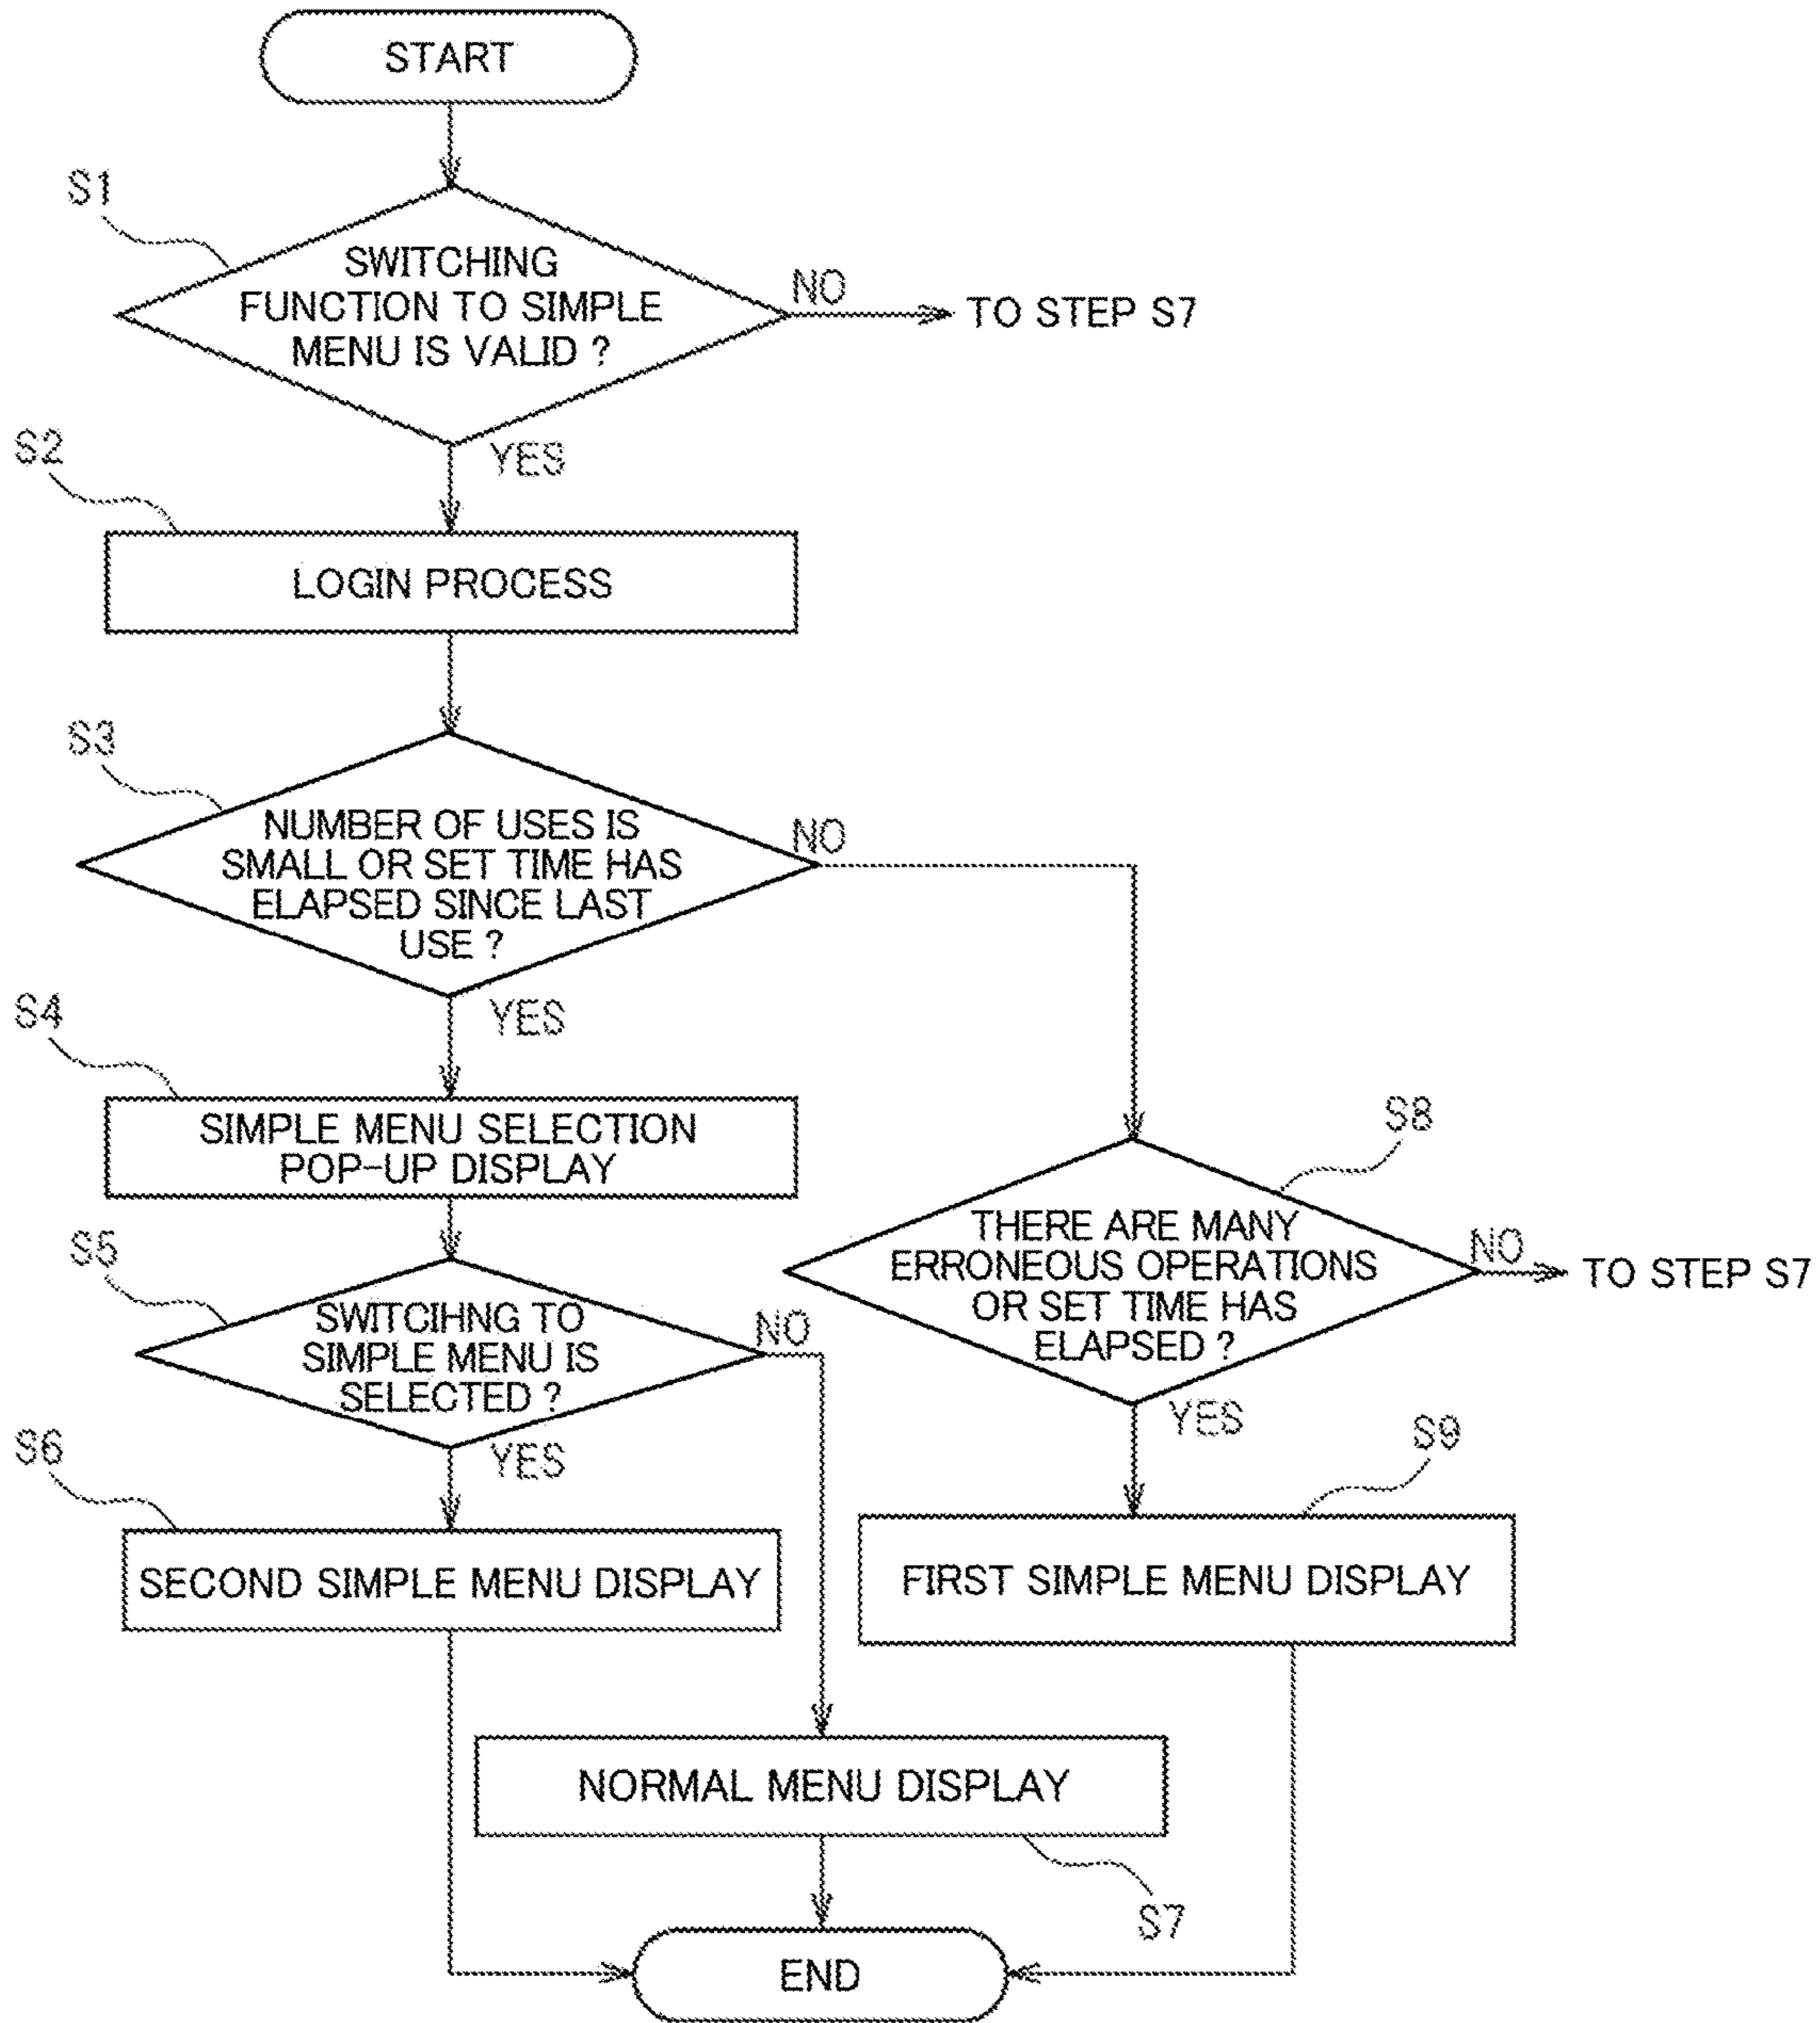 START
S1
SWITCHING
FUNCTION TO SIMPLE
MENU IS VALID ?
NO
TO STEP S7
YES
S2
LOGIN PROCESS
S3
NUMBER OF USES IS
SMALL OR SET TIME HAS
ELAPSED SINCE LAST
USE ?
NO
YES
S4
SIMPLE MENU SELECTION
POP-UP DISPLAY
S8
THERE ARE MANY
ERRONEOUS OPERATIONS
OR SET TIME HAS
ELAPSED ?
NO
TO STEP S7
YES
S5
SWITCIHNG TO
SIMPLE MENU IS
SELECTED ?
NO
YES
S6
SECOND SIMPLE MENU DISPLAY
S9
FIRST SIMPLE MENU DISPLAY
NORMAL MENU DISPLAY
S7
END